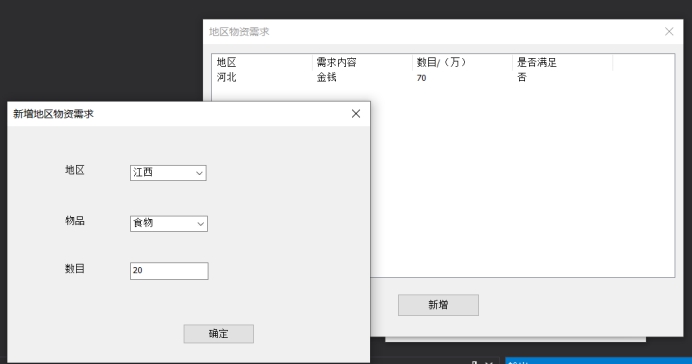 地区物资需求
地区 需求内容 数目/（万） 是否满足
河北 金钱 70 否
新增
新增地区物资需求
地区 江西
物品 食物
数目 20
确定